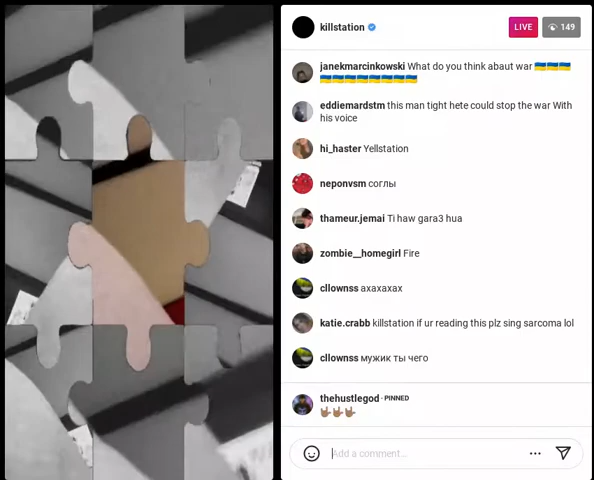 killstation
LIVE
149
janekmarcinkowski What do you think abaut war 🇺🇦🇺🇦🇺🇦
🇺🇦🇺🇦🇺🇦🇺🇦🇺🇦🇺🇦🇺🇦🇺🇦
eddiemardstm this man tight hete could stop the war With
his voice
hi_haster Yellstation
neponvsm соглы
thameur.jemai Ti haw gara3 hua
zombie__homegirl Fire
cllownss ахахахах
katie.crabb killstation if ur reading this plz sing sarcoma lol
cllownss мужик ты чего
thehustlegod · PINNED
🤟🏽🤟🏽🤟🏽
Add a comment...